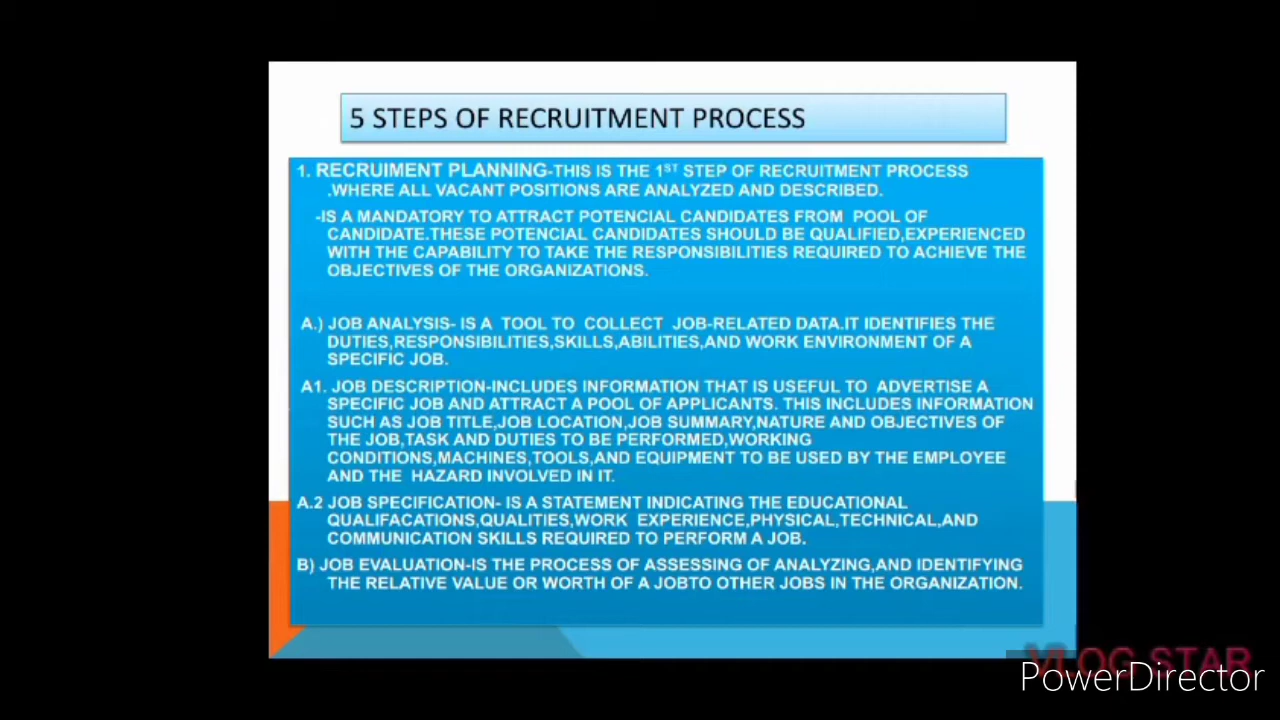 5 STEPS OF RECRUITMENT PROCESS
1. RECRUIMENT PLANNING-THIS IS THE 1ST STEP OF RECRUITMENT PROCESS
.WHERE ALL VACANT POSITIONS ARE ANALYZED AND DESCRIBED.
-IS A MANDATORY TO ATTRACT POTENCIAL CANDIDATES FROM POOL OF
CANDIDATE.THESE POTENCIAL CANDIDATES SHOULD BE QUALIFIED,EXPERIENCED
WITH THE CAPABILITY TO TAKE THE RESPONSIBILITIES REQUIRED TO ACHIEVE THE
OBJECTIVES OF THE ORGANIZATIONS.
A.) JOB ANALYSIS- IS A TOOL TO COLLECT JOB-RELATED DATA.IT IDENTIFIES THE
DUTIES,RESPONSIBILITIES,SKILLS,ABILITIES,AND WORK ENVIRONMENT OF A
SPECIFIC JOB.
A1. JOB DESCRIPTION-INCLUDES INFORMATION THAT IS USEFUL TO ADVERTISE A
SPECIFIC JOB AND ATTRACT A POOL OF APPLICANTS. THIS INCLUDES INFORMATION
SUCH AS JOB TITLE,JOB LOCATION,JOB SUMMARY,NATURE AND OBJECTIVES OF
THE JOB,TASK AND DUTIES TO BE PERFORMED,WORKING
CONDITIONS,MACHINES,TOOLS,AND EQUIPMENT TO BE USED BY THE EMPLOYEE
AND THE HAZARD INVOLVED IN IT.
A.2 JOB SPECIFICATION- IS A STATEMENT INDICATING THE EDUCATIONAL
QUALIFACATIONS,QUALITIES,WORK EXPERIENCE,PHYSICAL,TECHNICAL,AND
COMMUNICATION SKILLS REQUIRED TO PERFORM A JOB.
B) JOB EVALUATION-IS THE PROCESS OF ASSESSING OF ANALYZING,AND IDENTIFYING
THE RELATIVE VALUE OR WORTH OF A JOBTO OTHER JOBS IN THE ORGANIZATION.
VLOG STAR
PowerDirector